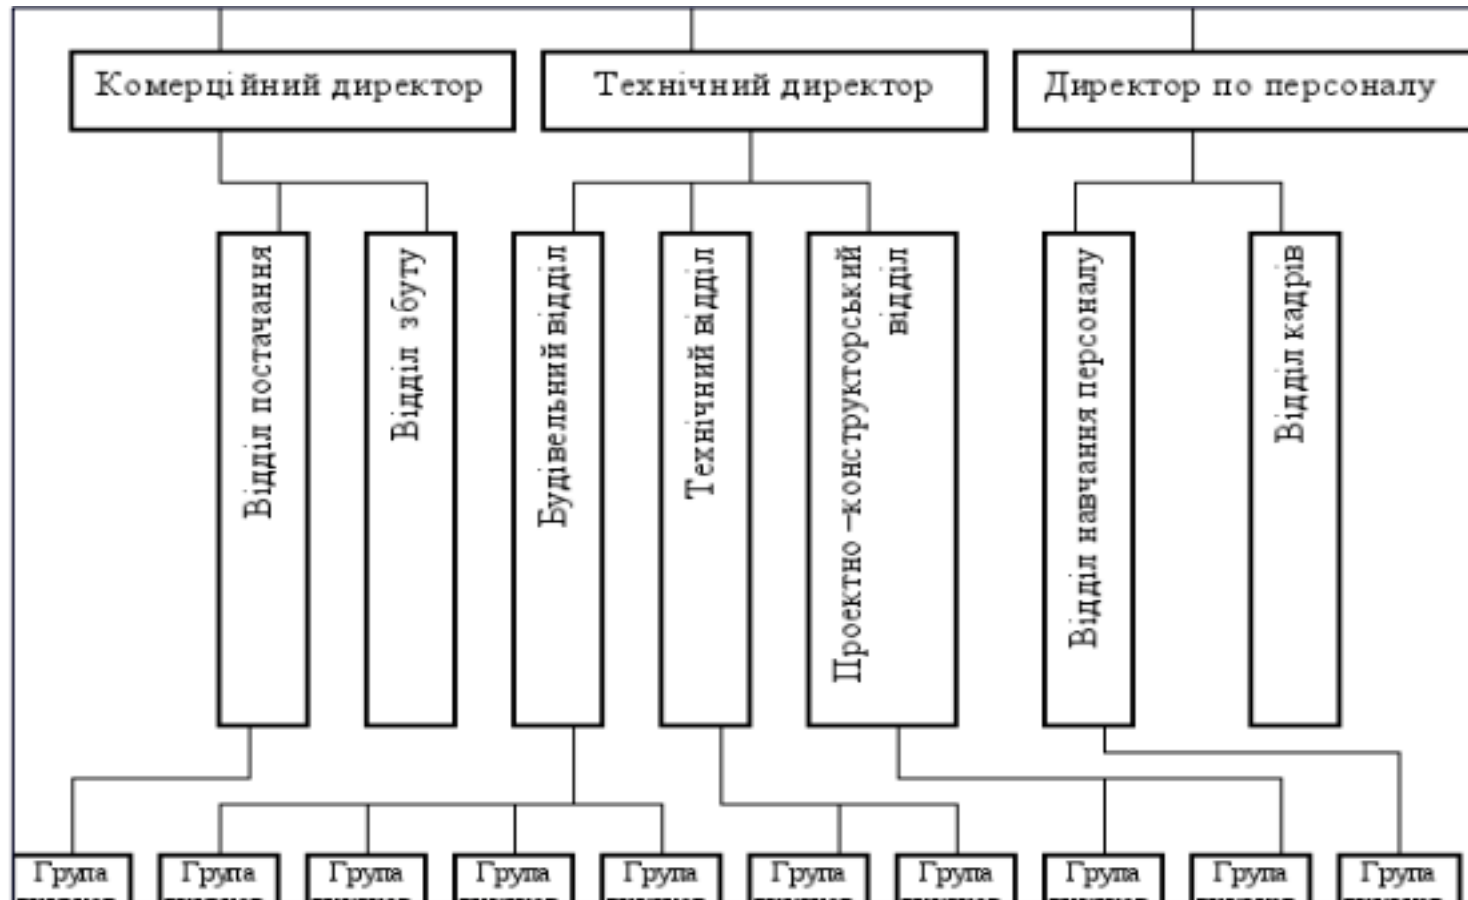 Комерційний директор
Технічний директор
Директор по персоналу
Відділ постачання
Відділ збуту
Будівельний відділ
Технічний відділ
Проектно –конструкторський
відділ
Відділ навчання персоналу
Відділ кадрів
Група
Група
Група
Група
Група
Група
Група
Група
Група
Група